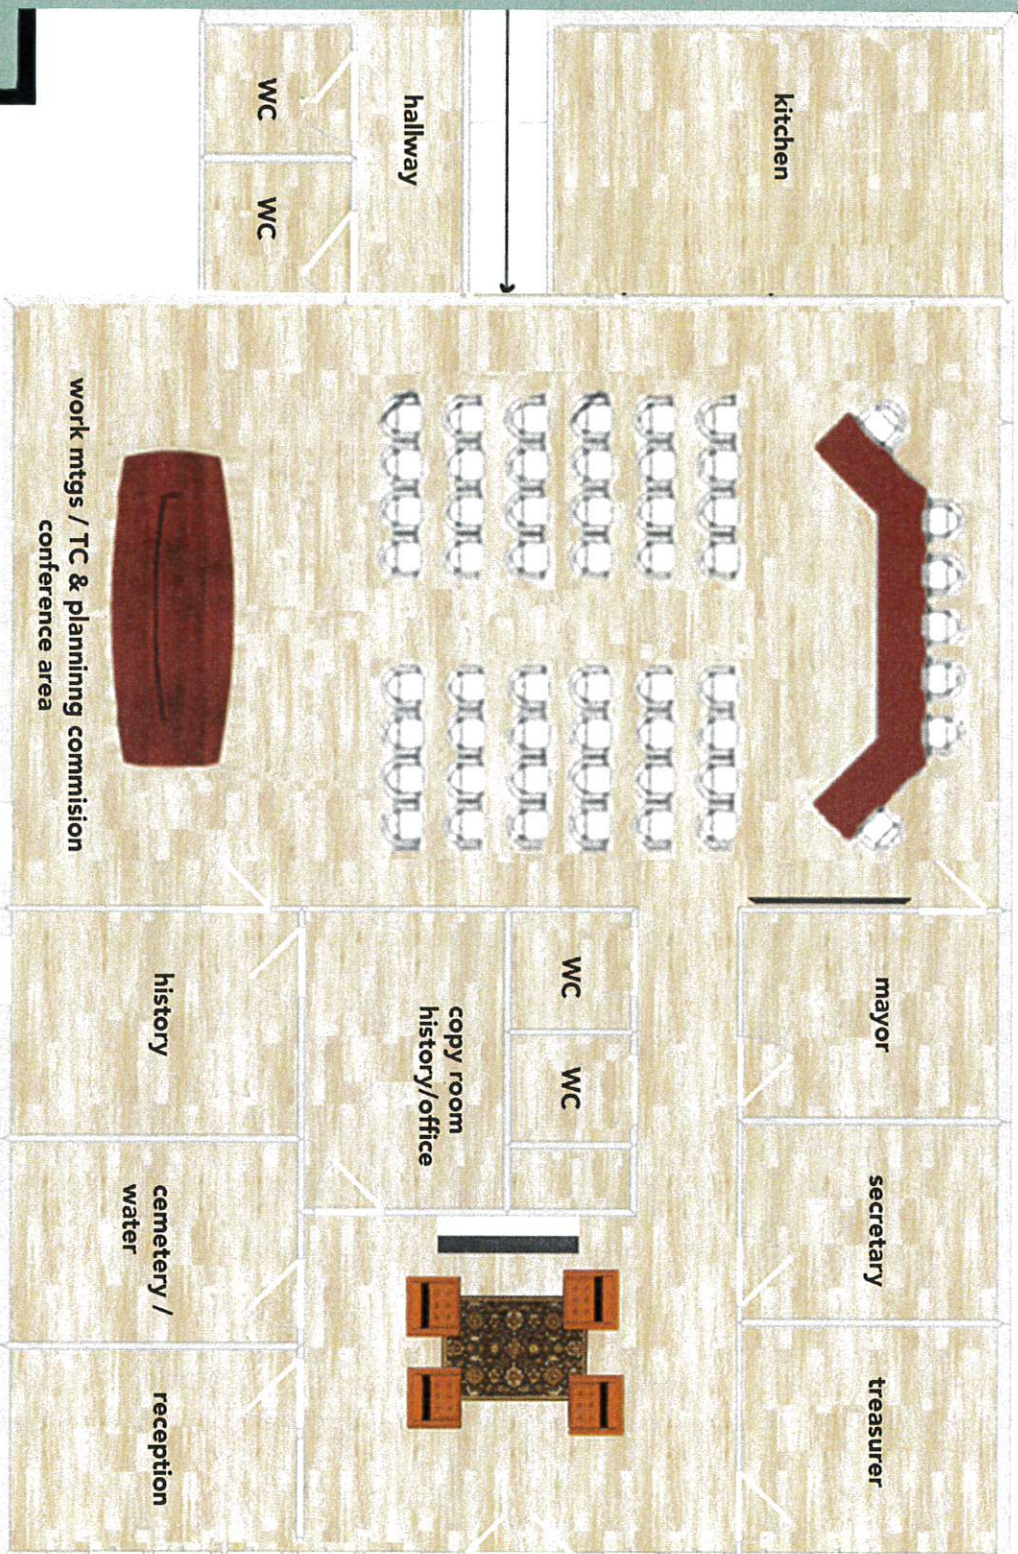 kitchen
hallway
WC
WC
work mtgs / TC & planninng commision
conference area
mayor
secretary
treasurer
WC
WC
copy room
history/office
history
cemetery /
water
reception